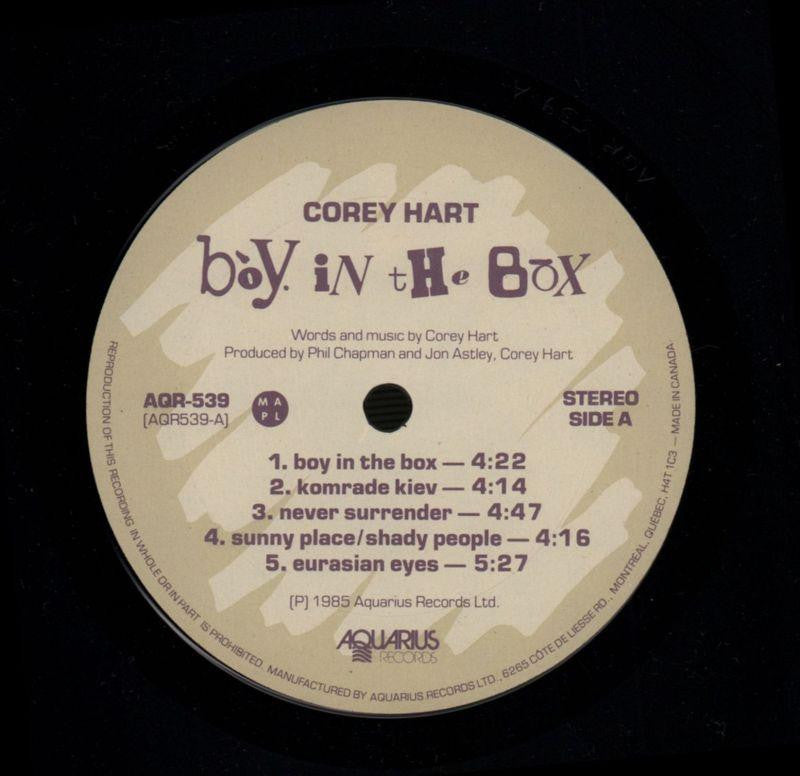 COREY HART
bòy. iN tHe BōX
Words and music by Corey Hart
Produced by Phil Chapman and Jon Astley, Corey Hart
AQR-539
[AQR539-A]
M A
P L
STEREO
SIDE A
1. boy in the box — 4:22
2. komrade kiev — 4:14
3. never surrender — 4:47
4. sunny place/shady people — 4:16
5. eurasian eyes — 5:27
[P] 1985 Aquarius Records Ltd.
AQUARIUS
RECORDS
REPRODUCTION OF THIS RECORDING IN WHOLE OR IN PART IS PROHIBITED. MANUFACTURED BY AQUARIUS RECORDS LTD., 6265 CÔTE DE LIESSE RD., MONTRÉAL, QUÉBEC, H4T 1C3 — MADE IN CANADA